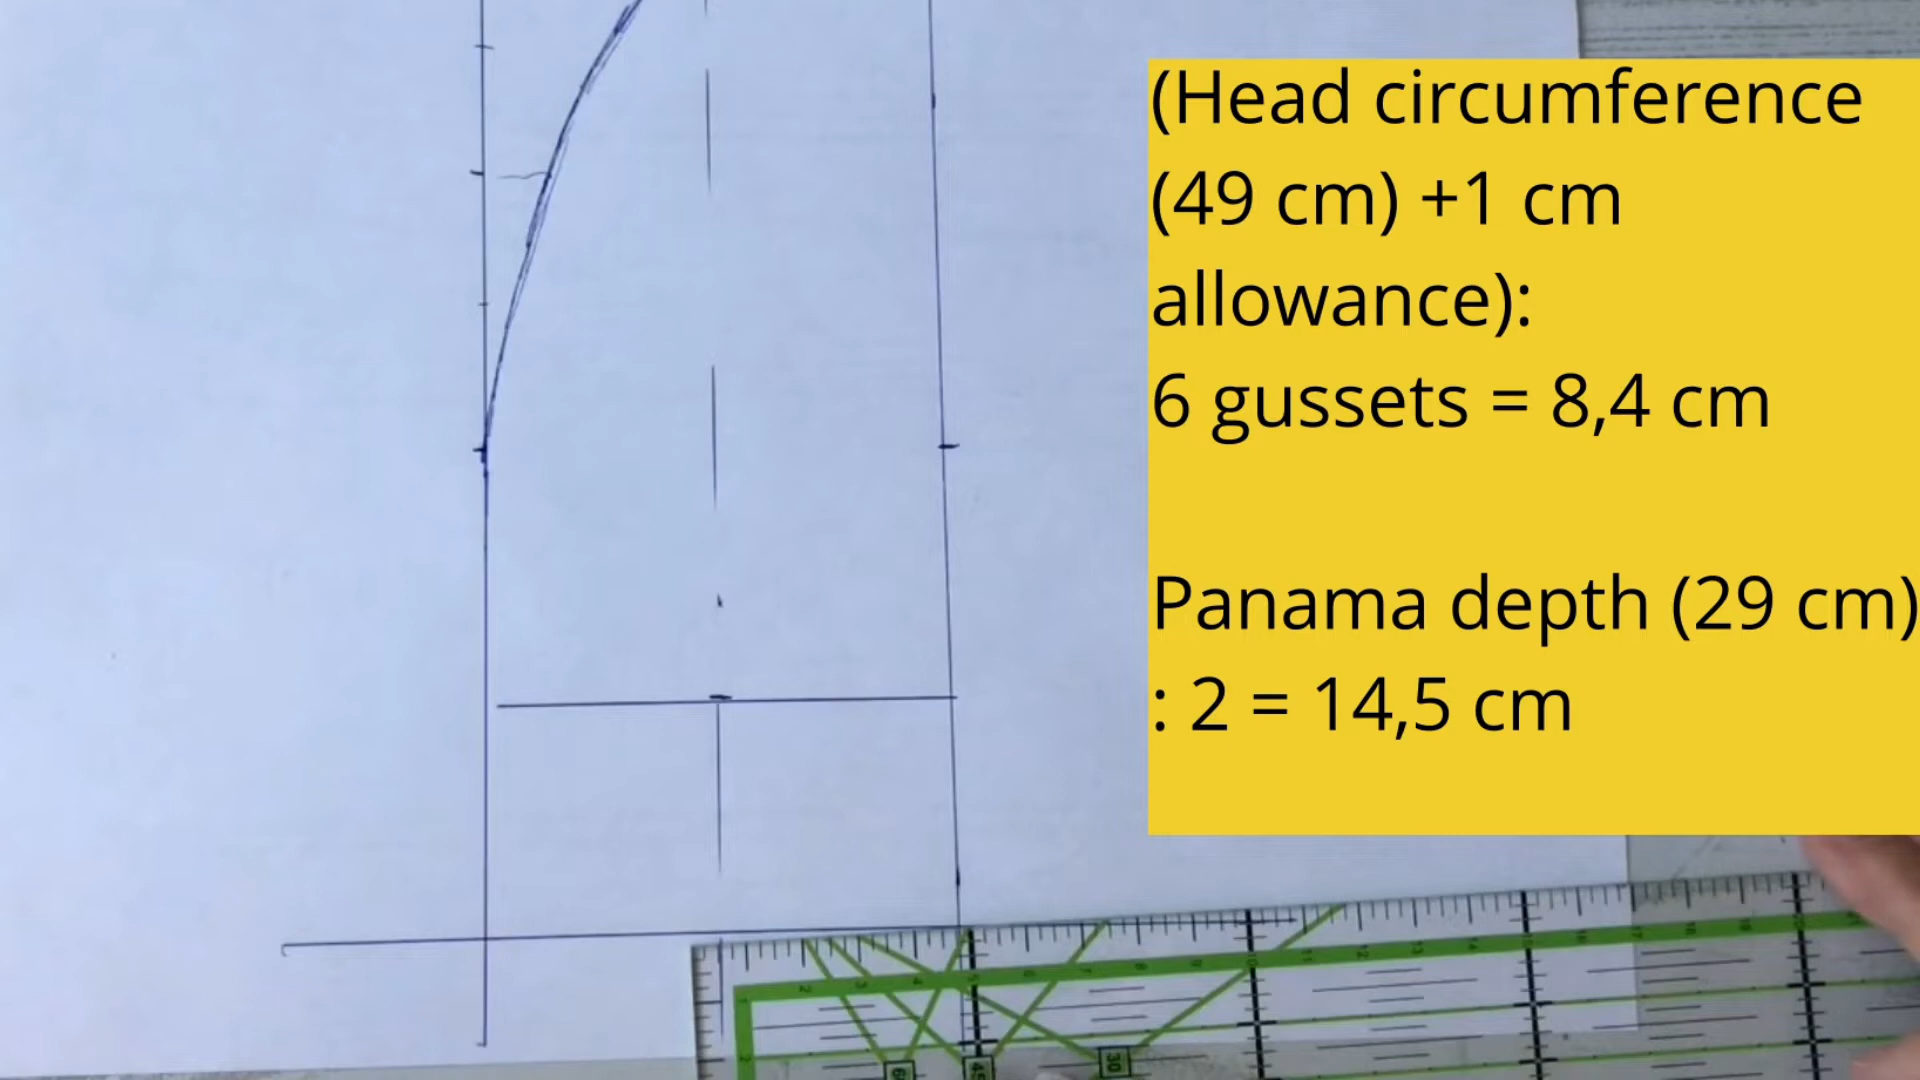 (Head circumference
(49 cm) +1 cm
allowance):
6 gussets = 8,4 cm
Panama depth (29 cm)
: 2 = 14,5 cm